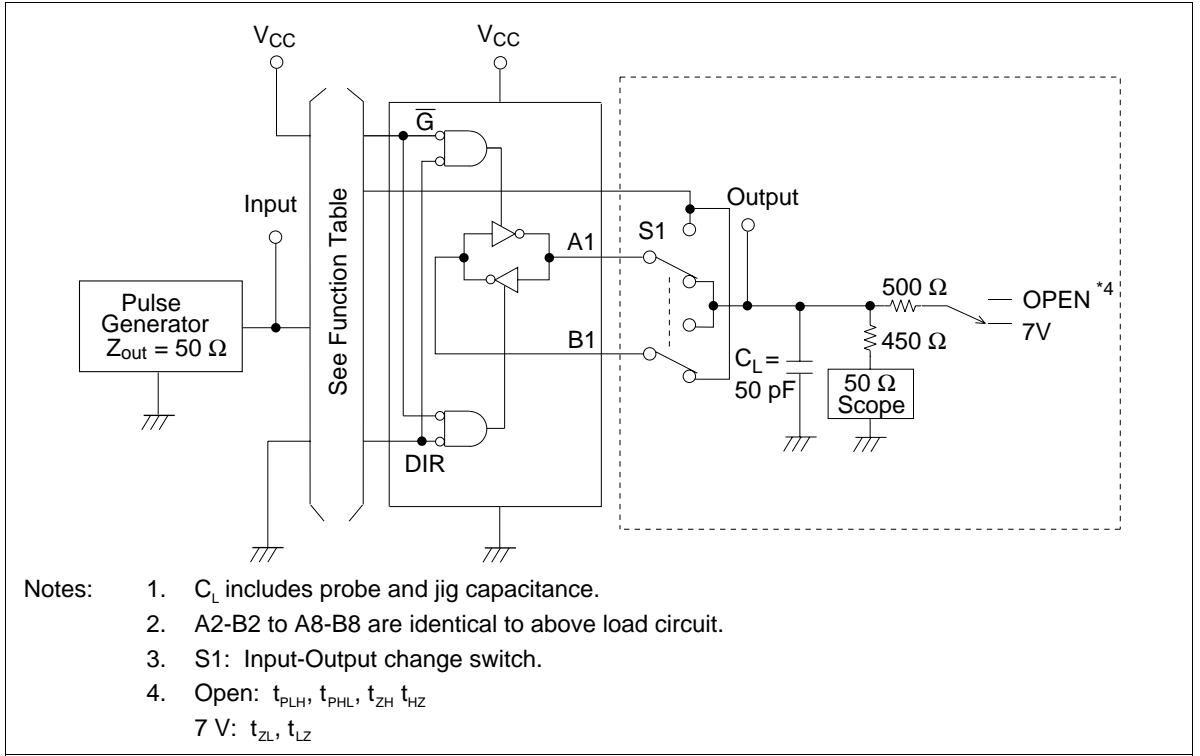 VCC
VCC
G
Input
See Function Table
Output
S1
A1
Pulse
Generator
Zout = 50 Ω
500 Ω
OPEN *4
7V
450 Ω
B1
CL =
50 pF
50 Ω
Scope
DIR
Notes: 1. CL includes probe and jig capacitance.
2. A2-B2 to A8-B8 are identical to above load circuit.
3. S1: Input-Output change switch.
4. Open: tPLH, tPHL, tZH tHZ
7 V: tZL, tLZ